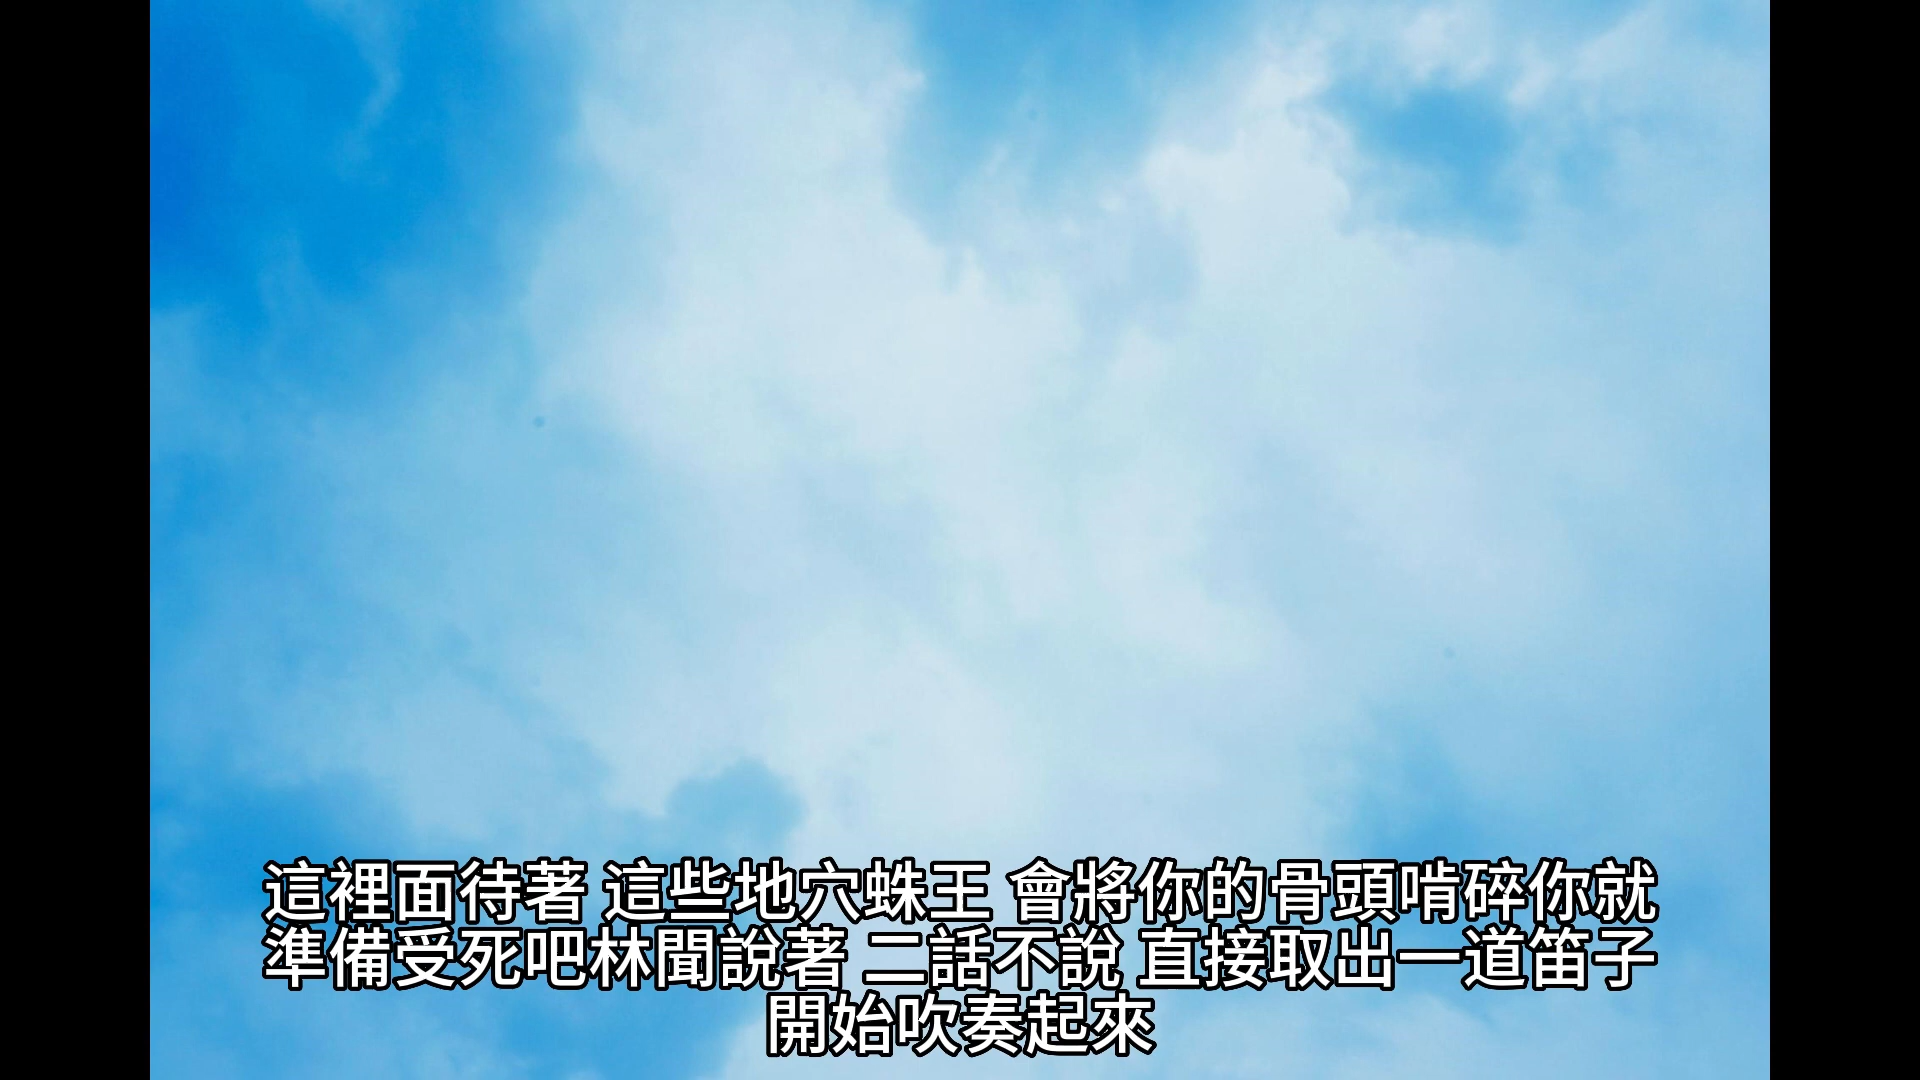 這裡面待著 這些地穴蛛王 會將你的骨頭啃碎你就
準備受死吧林聞說著 二話不說 直接取出一道笛子
開始吹奏起來